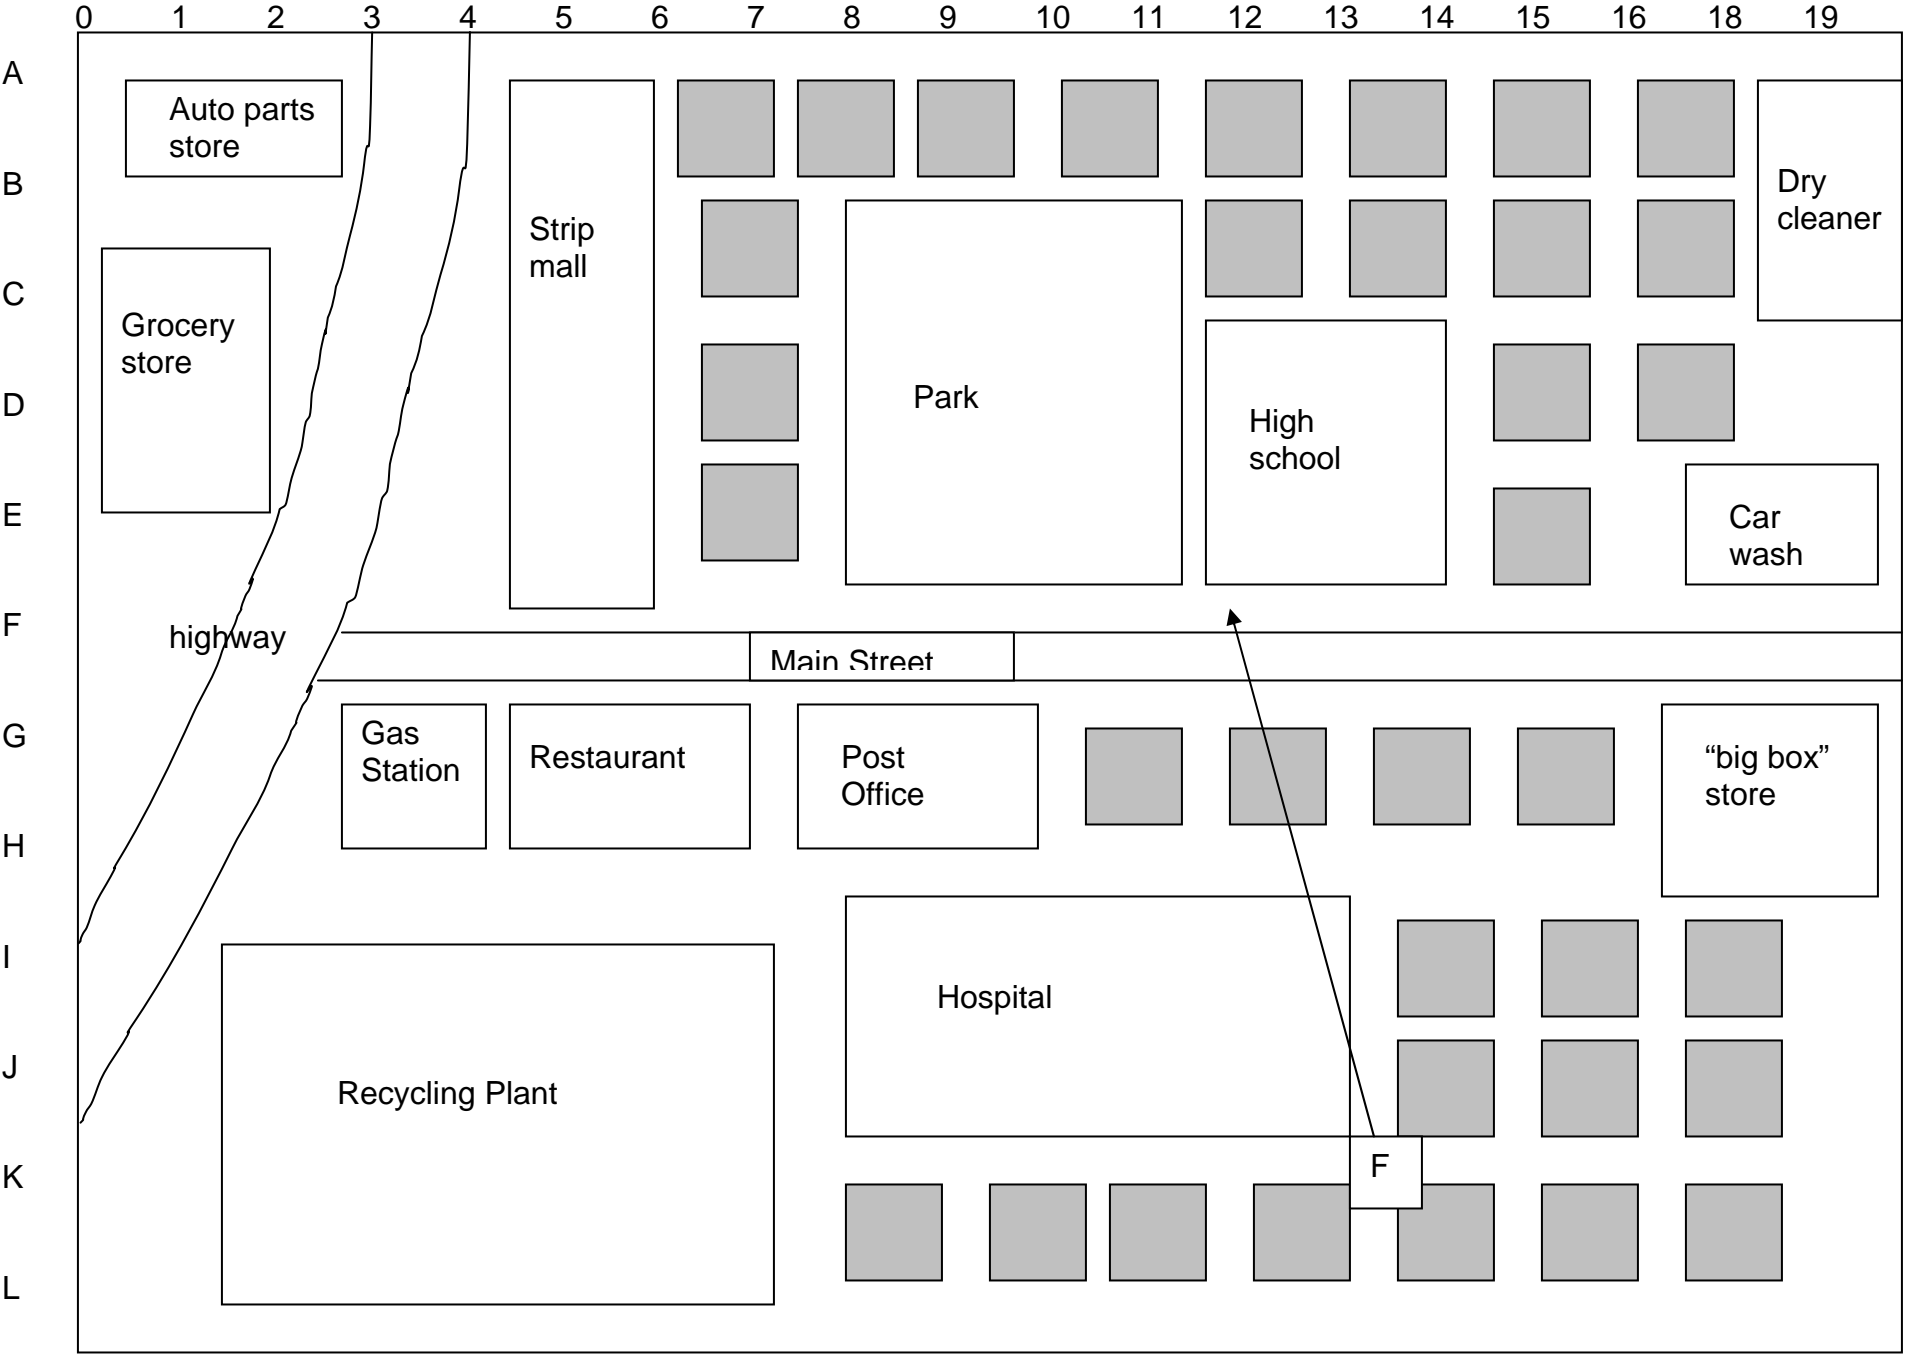 0 1 2 3 4 5 6 7 8 9 10 11 12 13 14 15 16 18 19
A
Auto parts
store
B
Dry
cleaner
Strip
mall
C
Grocery
store
D
Park
High
school
E
Car
wash
F
highway
Main Street
G
Gas
Station
Restaurant
Post
Office
“big box”
store
H
I
Hospital
J
Recycling Plant
K
F
L